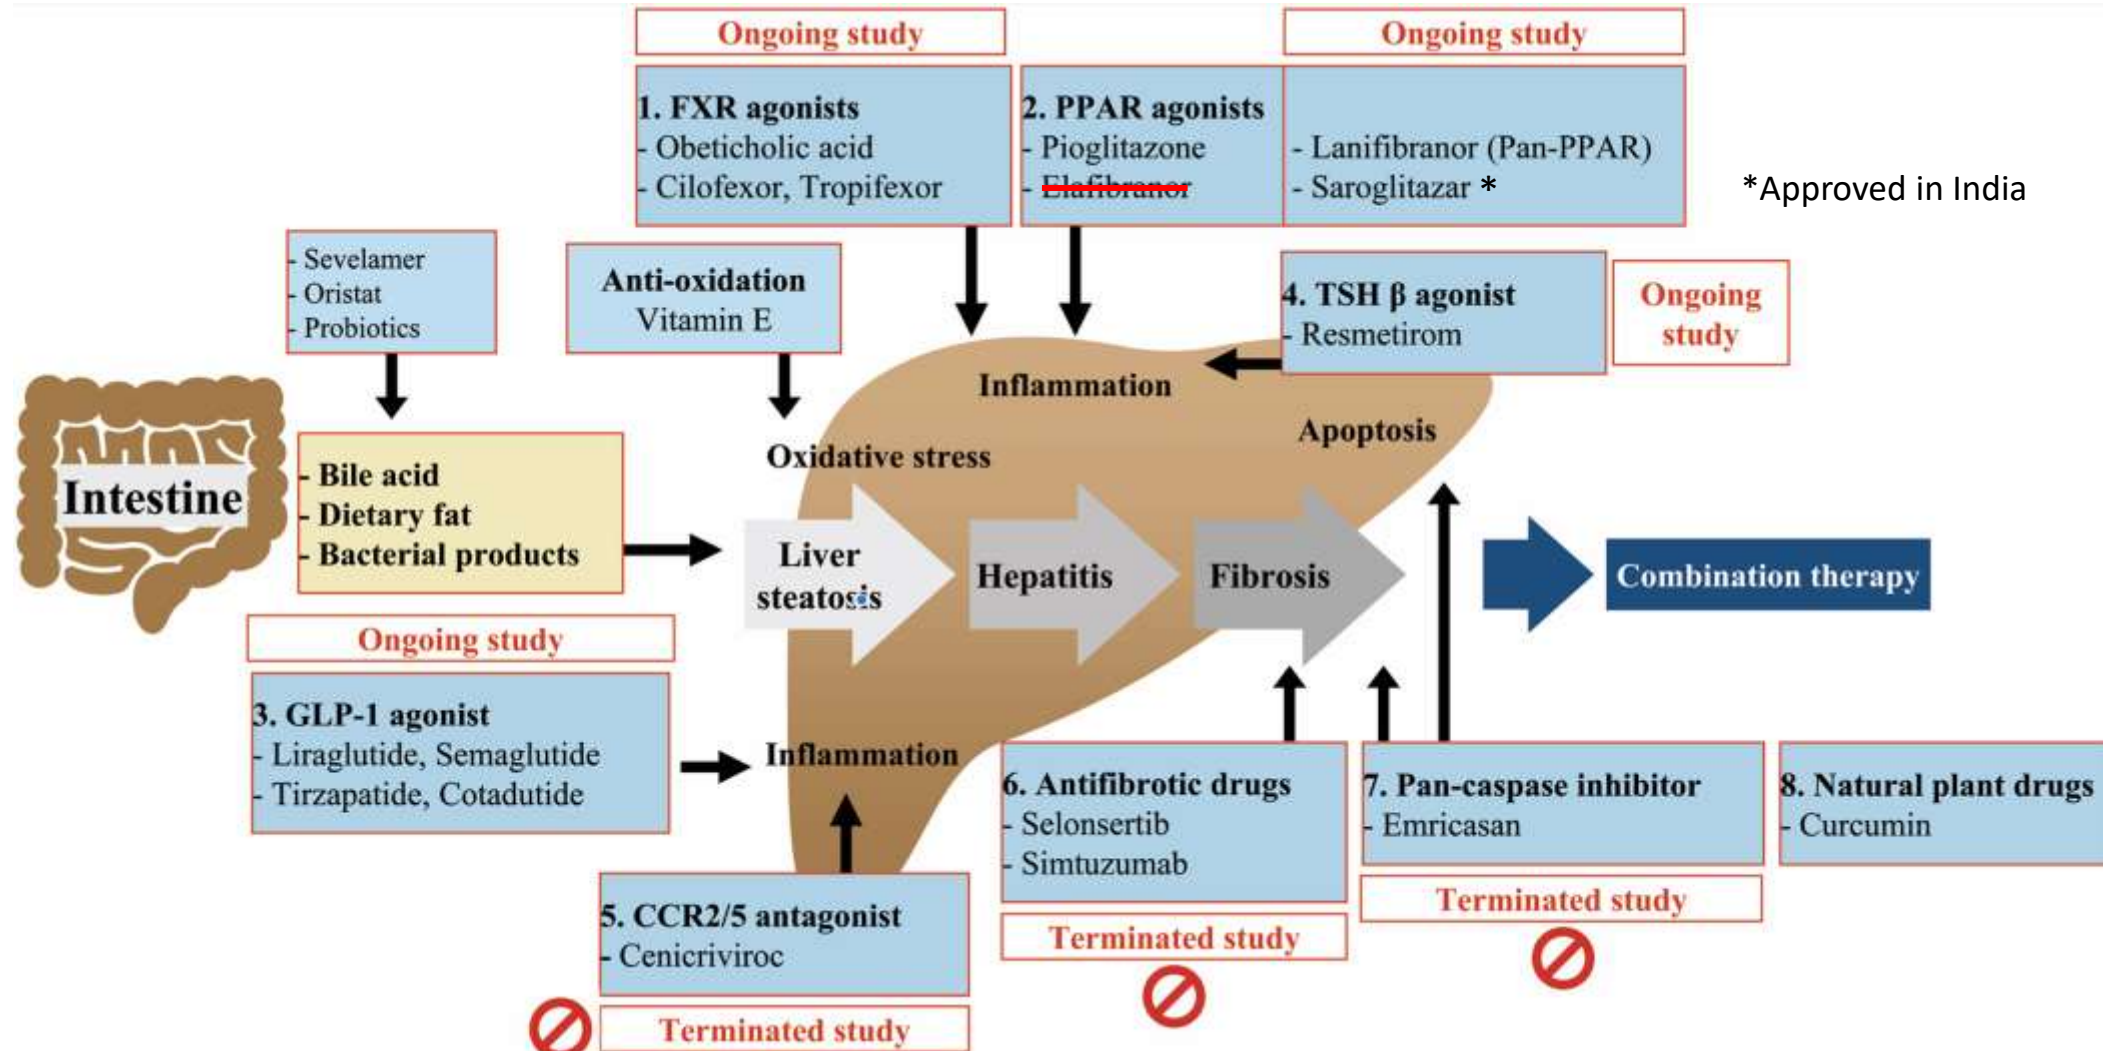 Ongoing study
Ongoing study
1. FXR agonists
- Obeticholic acid
- Cilofexor, Tropifexor
2. PPAR agonists
- Pioglitazone
- Elafibranor
- Lanifibranor (Pan-PPAR)
- Saroglitazar *
*Approved in India
- Sevelamer
- Oristat
- Probiotics
Anti-oxidation
Vitamin E
4. TSH β agonist
- Resmetirom
Ongoing
study
Inflammation
Apoptosis
Oxidative stress
Intestine
- Bile acid
- Dietary fat
- Bacterial products
Liver
steatosis
Hepatitis
Fibrosis
Combination therapy
Ongoing study
3. GLP-1 agonist
- Liraglutide, Semaglutide
- Tirzapatide, Cotadutide
Inflammation
5. CCR2/5 antagonist
- Cenicriviroc
Terminated study
6. Antifibrotic drugs
- Selonsertib
- Simtuzumab
Terminated study
7. Pan-caspase inhibitor
- Emricasan
Terminated study
8. Natural plant drugs
- Curcumin